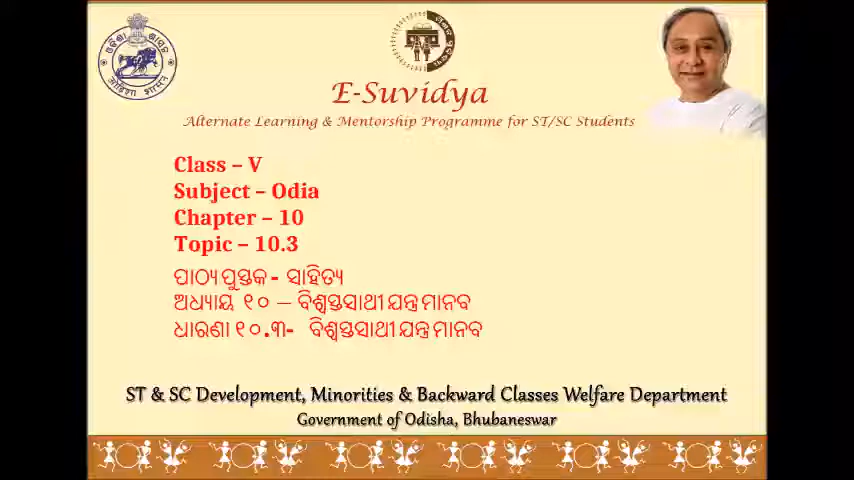 E-Suvidya
Alternate Learning & Mentorship Programme for ST/SC Students
Class – V
Subject – Odia
Chapter – 10
Topic – 10.3
ପାଠ୍ୟପୁସ୍ତକ - ସାହିତ୍ୟ
ଅଧ୍ୟାୟ ୧୦ – ବିଶ୍ୱସ୍ତସାଥୀ ଯନ୍ତ୍ରମାନବ
ଧାରଣା ୧୦.୩- ବିଶ୍ୱସ୍ତସାଥୀ ଯନ୍ତ୍ରମାନବ
ST & SC Development, Minorities & Backward Classes Welfare Department
Government of Odisha, Bhubaneswar